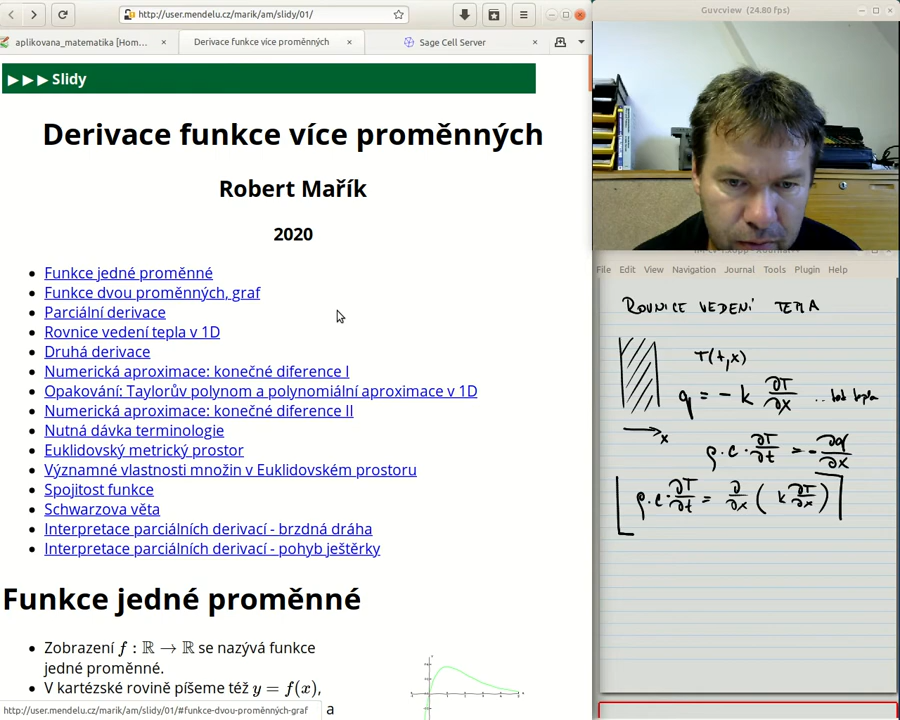 http://user.mendelu.cz/marik/am/slidy/01/
Guvcview (24.80 fps)
aplikovana_matematika [Hom…
Derivace funkce více proměnných
Sage Cell Server
▶ ▶ ▶ Slidy
Derivace funkce více proměnných
Robert Mařík
2020
Funkce jedné proměnné
Funkce dvou proměnných, graf
Parciální derivace
Rovnice vedení tepla v 1D
Druhá derivace
Numerická aproximace: konečné diference I
Opakování: Taylorův polynom a polynomiální aproximace v 1D
Numerická aproximace: konečné diference II
Nutná dávka terminologie
Euklidovský metrický prostor
Významné vlastnosti množin v Euklidovském prostoru
Spojitost funkce
Schwarzova věta
Interpretace parciálních derivací - brzdná dráha
Interpretace parciálních derivací - pohyb ještěrky
Funkce jedné proměnné
Zobrazení f : ℝ → ℝ se nazývá funkce
jedné proměnné.
V kartézské rovině píšeme též y = f(x),
a
http://user.mendelu.cz/marik/am/slidy/01/#funkce-dvou-proměnných-graf
File Edit View Navigation Journal Tools Plugin Help
ROVNICE VEDENÍ TEPLA
T(t,x)
q = - k ∂T/∂x .. tok tepla
x
ρ·c·∂T/∂t = -∂q/∂x
ρ·c·∂T/∂t = ∂/∂x ( k ∂T/∂x )